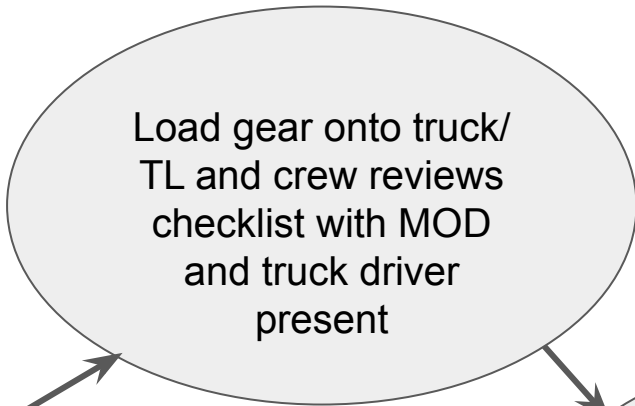 Load gear onto truck/
TL and crew reviews
checklist with MOD
and truck driver
present